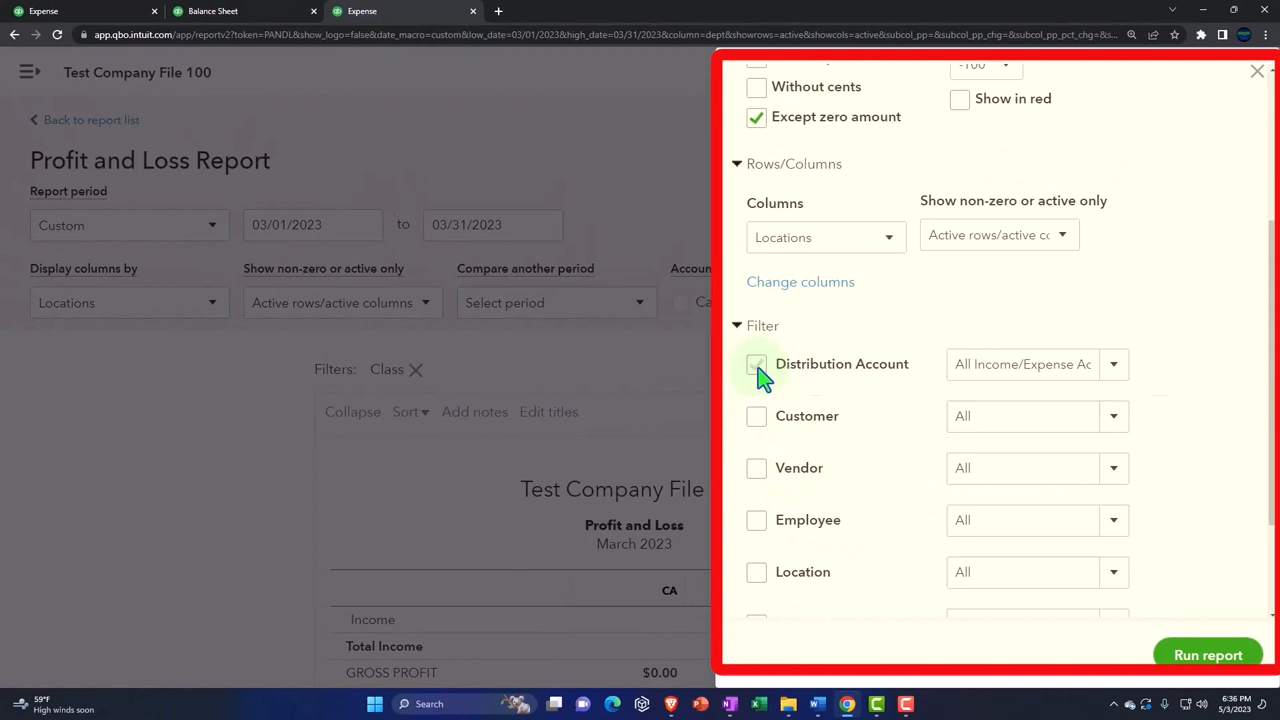 Expense
Balance Sheet
Expense
Expense
app.qbo.intuit.com/app/reportv2?token=PANDL&show_logo=false&date_macro=custom&low_date=03/01/2023&high_date=03/31/2023&column=dept&showrows=active&showcols=active&subcol_pp=&subcol_pp_pct_chg=&s...
Test Company File 100
Back to report list
Profit and Loss Report
Report period
Custom
03/01/2023
to
03/31/2023
Display columns by
Show non-zero or active only
Compare another period
Locations
Active rows/active columns
Select period
Filters: Class
Collapse
Sort
Add notes
Edit titles
Test Company File
Profit and Loss
March 2023
CA
Income
Total Income
GROSS PROFIT
$0.00
-100
Without cents
Show in red
Except zero amount
Rows/Columns
Columns
Show non-zero or active only
Locations
Active rows/active co
Change columns
Filter
Distribution Account
All Income/Expense Ac
Customer
All
Vendor
All
Employee
All
Location
All
Run report
59°F
High winds soon
Search
6:36 PM
5/3/2023